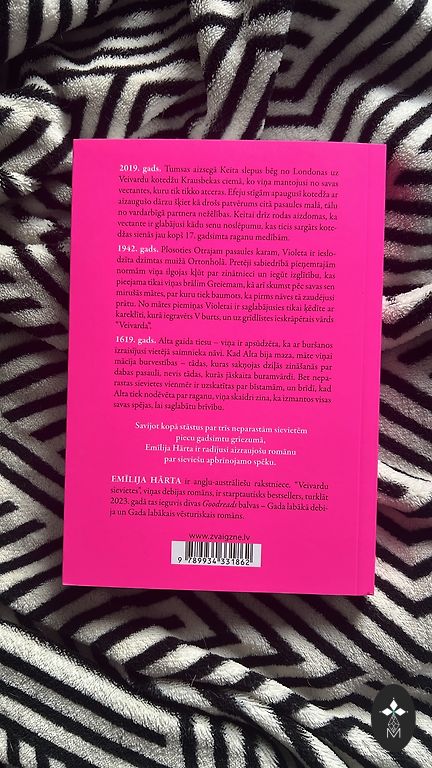 2019. gads. Tumsas aizsegā Keita slepus bēg no Londonas uz
Veivardu kotedžu Krausbekas ciemā, ko viņa mantojusi no savas
vectantes, kuru tik tikko atceras. Efeju stīgām apaugusi kotedža ar
aizaugušo dārzu šķiet kā drošs patvērums citā pasaules malā, tālu
no vardarbīgā partnera nežēlības. Keitai drīz rodas aizdomas, ka
vectante ir glabājusi kādu senu noslēpumu, kas ticis sargāts kote-
džas sienās jau kopš 17. gadsimta raganu medībām.
1942. gads. Plosoties Otrajam pasaules karam, Violeta ir ieslo-
dzīta dzimtas muižā Ortonholā. Pretēji sabiedrībā pieņemtajām
normām viņa ilgojas kļūt par zinātnieci un iegūt izglītību, kas
pieejama tikai viņas brālim Greiemam, kā arī skumst pēc savas sen
mirušās mātes, par kuru tiek baumots, ka pirms nāves tā zaudējusi
prātu. No mātes piemiņas Violetai ir saglabājusies tikai ķēdīte ar
kareklīti, kurā iegravēts V burts, un uz grīdlīstes ieskrāpētais vārds
"Veivarda".
1619. gads. Alta gaida tiesu – viņa ir apsūdzēta, ka ar buršanos
izraisījusi vietējā saimnieka nāvi. Kad Alta bija maza, māte viņai
mācīja burvestības – tādas, kuras sakņojas dziļās zināšanās par
dabas pasauli, nevis tādas, kurās jāskaita buramvārdi. Bet nepa-
rastas sievietes vienmēr ir uzskatītas par bīstamām, un brīdī, kad
Alta tiek nodēvēta par raganu, viņa skaidri zina, ka izmantos visas
savas spējas, lai saglabātu brīvību.
Savijot kopā stāstus par trīs neparastām sievietēm
piecu gadsimtu griezumā,
Emīlija Hārta ir radījusi aizraujošu romānu
par sieviešu apbrīnojamo spēku.
EMĪLIJA HĀRTA ir angļu-austrāliešu rakstniece. "Veivardu
sievietes", viņas debijas romāns, ir starptautisks bestsellers, turklāt
2023. gadā tas ieguvis divas Goodreads balvas – Gada labākā debi-
ja un Gada labākais vēsturiskais romāns.
www.zvaigzne.lv
9 789934 331862